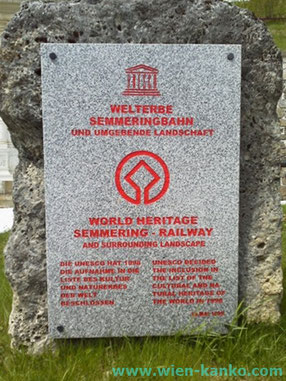 UNESCO
WELTERBE
SEMMERINGBAHN
UND UMGEBENDE LANDSCHAFT
WORLD HERITAGE
SEMMERING - RAILWAY
AND SURROUNDING LANDSCAPE
DIE UNESCO HAT 1998
DIE AUFNAHME IN DIE
LISTE DES KULTUR
UND NATURERBES
DER WELT
BESCHLOSSEN
UNESCO DECIDED
THE INCLUSION IN
THE LIST OF THE
CULTURAL AND NA-
TURAL HERITAGE OF
THE WORLD IN 1998
www.wien-kanko.com